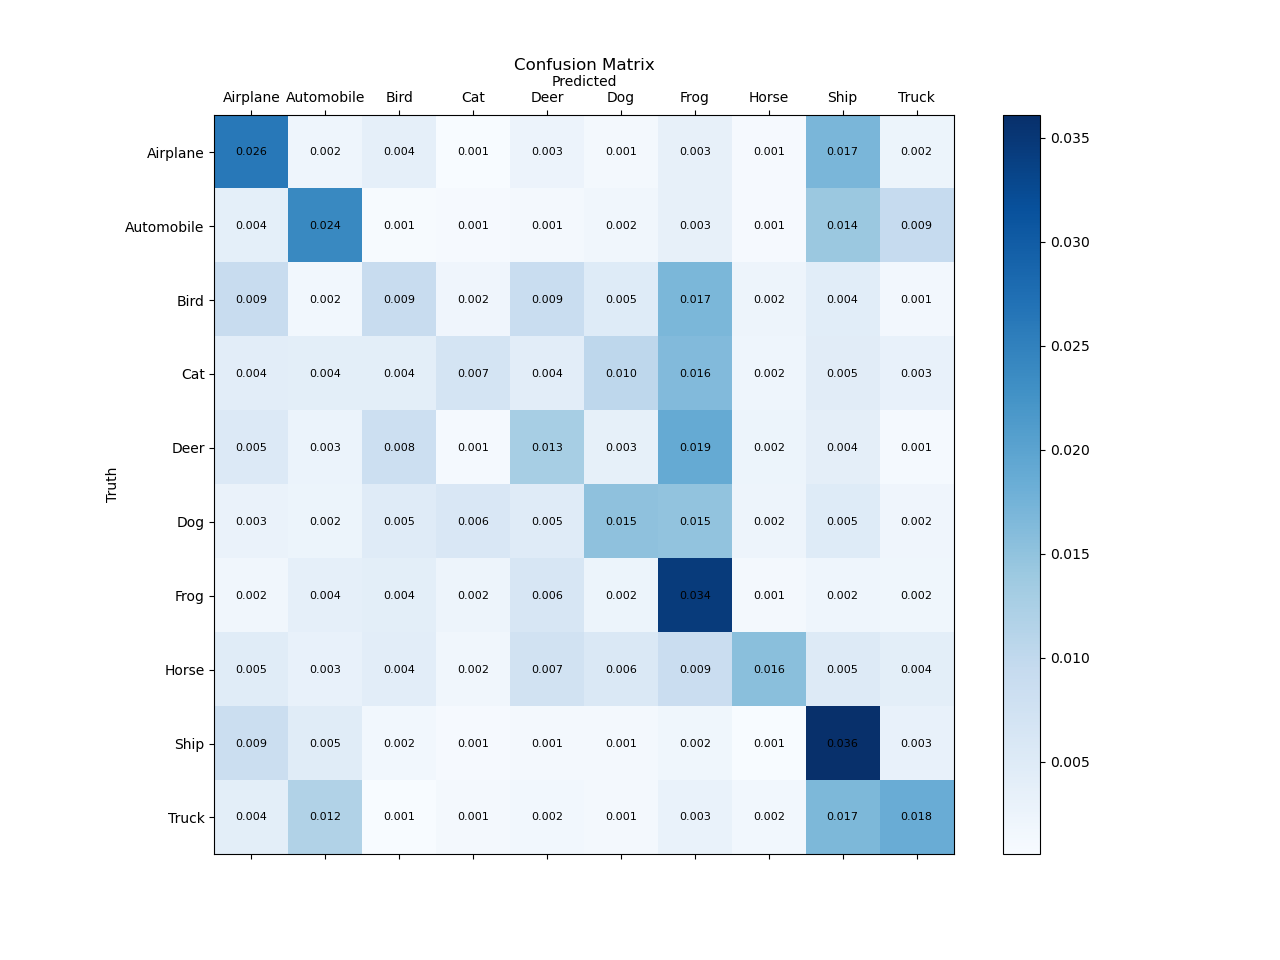 Confusion Matrix
Predicted
Airplane Automobile Bird Cat Deer Dog Frog Horse Ship Truck
Airplane 0.026 0.002 0.004 0.001 0.003 0.001 0.003 0.001 0.017 0.002
Automobile 0.004 0.024 0.001 0.001 0.001 0.002 0.003 0.001 0.014 0.009
Bird 0.009 0.002 0.009 0.002 0.009 0.005 0.017 0.002 0.004 0.001
Cat 0.004 0.004 0.004 0.007 0.004 0.010 0.016 0.002 0.005 0.003
Deer 0.005 0.003 0.008 0.001 0.013 0.003 0.019 0.002 0.004 0.001
Truth
Dog 0.003 0.002 0.005 0.006 0.005 0.015 0.015 0.002 0.005 0.002
Frog 0.002 0.004 0.004 0.002 0.006 0.002 0.034 0.001 0.002 0.002
Horse 0.005 0.003 0.004 0.002 0.007 0.006 0.009 0.016 0.005 0.004
Ship 0.009 0.005 0.002 0.001 0.001 0.001 0.002 0.001 0.036 0.003
Truck 0.004 0.012 0.001 0.001 0.002 0.001 0.003 0.002 0.017 0.018
0.035
0.030
0.025
0.020
0.015
0.010
0.005